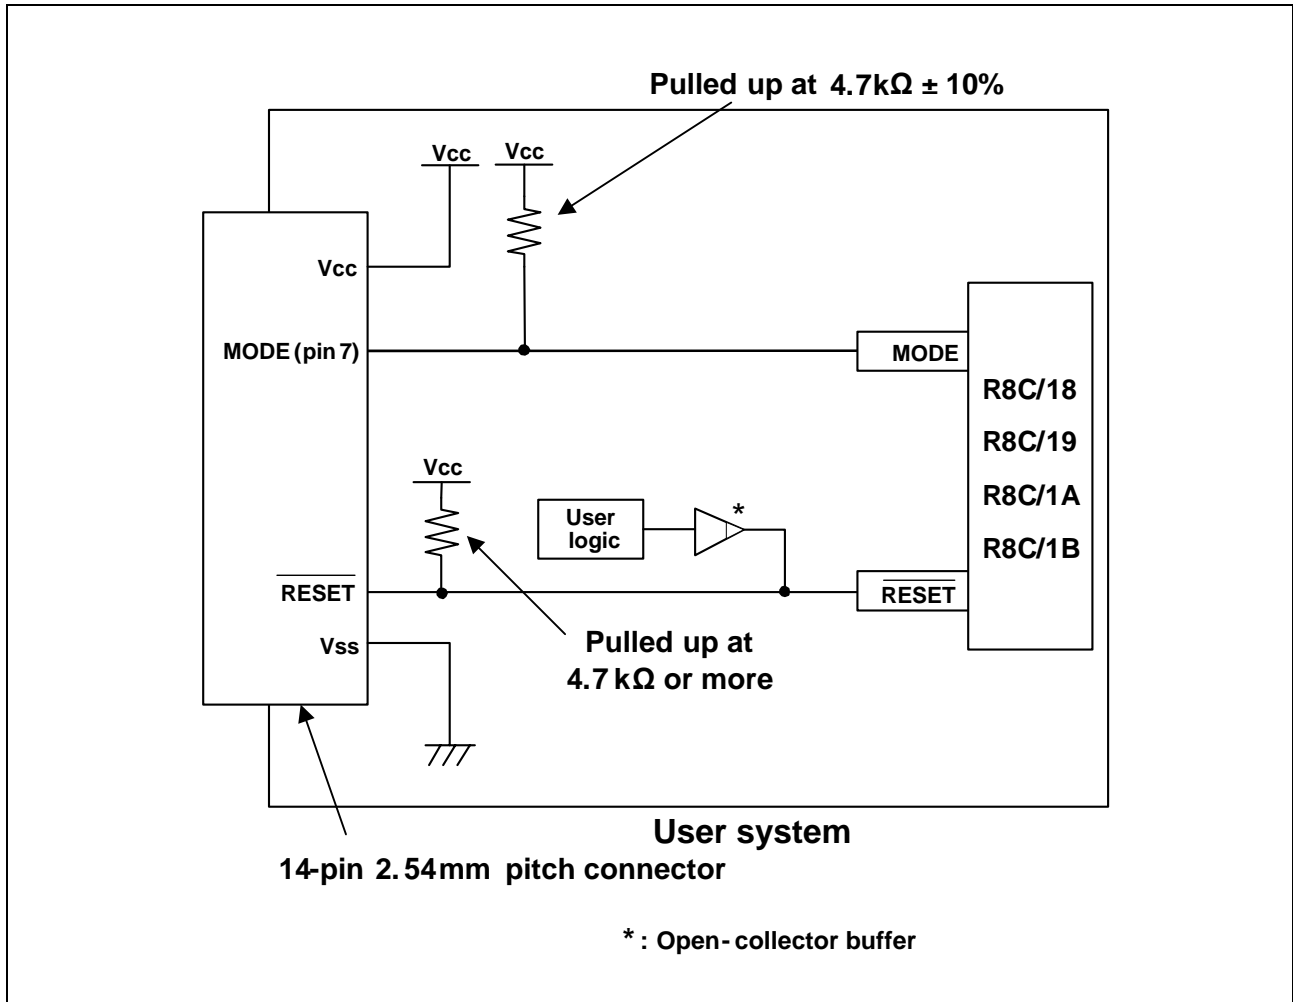 Pulled up at 4.7kΩ ± 10%
Vcc
Vcc
Vcc
MODE (pin 7)
MODE
R8C/18
R8C/19
R8C/1A
R8C/1B
Vcc
User
logic
*
RESET
RESET
Vss
Pulled up at
4.7 kΩ or more
User system
14-pin 2.54mm pitch connector
* : Open-collector buffer